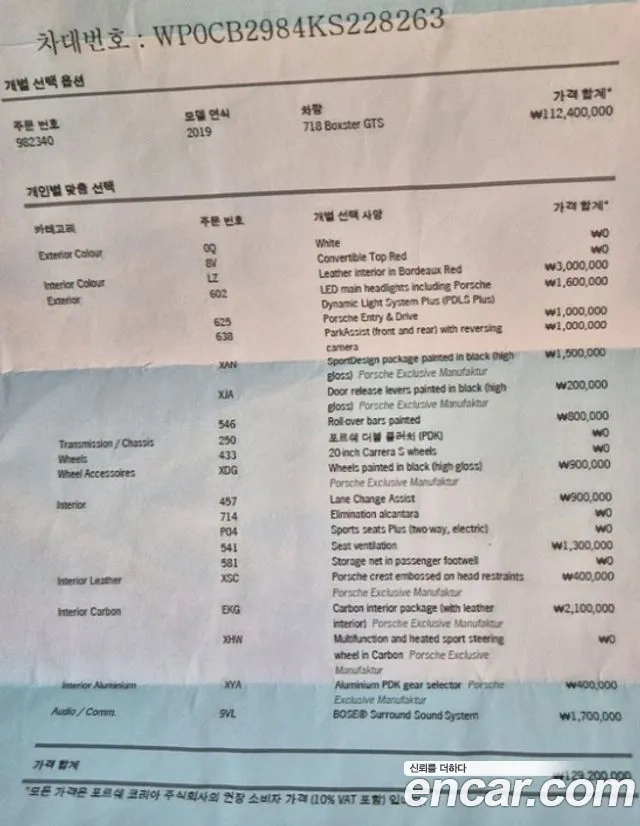 차대번호 : WP0CB2984KS228263
개별 선택 옵션
주문 번호 모델 연식 차량 가격 합계*
982340 2019 718 Boxster GTS ₩112,400,000
개인별 맞춤 선택
카테고리 주문 번호 개별 선택 사양 가격 합계*
Exterior Colour 0Q White ₩0
8V Convertible Top Red ₩0
Interior Colour LZ Leather interior in Bordeaux Red ₩3,000,000
Exterior 602 LED main headlights including Porsche ₩1,600,000
Dynamic Light System Plus (PDLS Plus)
625 Porsche Entry & Drive ₩1,000,000
638 ParkAssist (front and rear) with reversing ₩1,000,000
camera
XAN SportDesign package painted in black (high ₩1,500,000
gloss) Porsche Exclusive Manufaktur
XJA Door release levers painted in black (high- ₩200,000
gloss) Porsche Exclusive Manufaktur
546 Roll-over bars painted ₩800,000
Transmission / Chassis 250 포르쉐 더블 클러치 (PDK) ₩0
Wheels 433 20 inch Carrera S wheels ₩0
Wheel Accessoires XDG Wheels painted in black (high-gloss) ₩900,000
Porsche Exclusive Manufaktur
Interior 457 Lane Change Assist ₩900,000
714 Elimination alcantara ₩0
P04 Sports seats Plus (two-way, electric) ₩0
541 Seat ventilation ₩1,300,000
581 Storage net in passenger footwell ₩0
Interior Leather XSC Porsche crest embossed on head restraints ₩400,000
Porsche Exclusive Manufaktur
Interior Carbon EKG Carbon interior package (with leather ₩2,100,000
interior) Porsche Exclusive Manufaktur
XHW Multifunction and heated sport steering ₩0
wheel in Carbon Porsche Exclusive
Manufaktur
Interior Aluminium XYA Aluminium PDK gear selector Porsche ₩400,000
Exclusive Manufaktur
Audio / Comm. 9VL BOSE® Surround Sound System ₩1,700,000
가격 합계 ₩129,200,000
*모든 가격은 포르쉐 코리아 주식회사의 권장 소비자 가격 (10% VAT 포함) 입니
신뢰를 더하다
encar.com